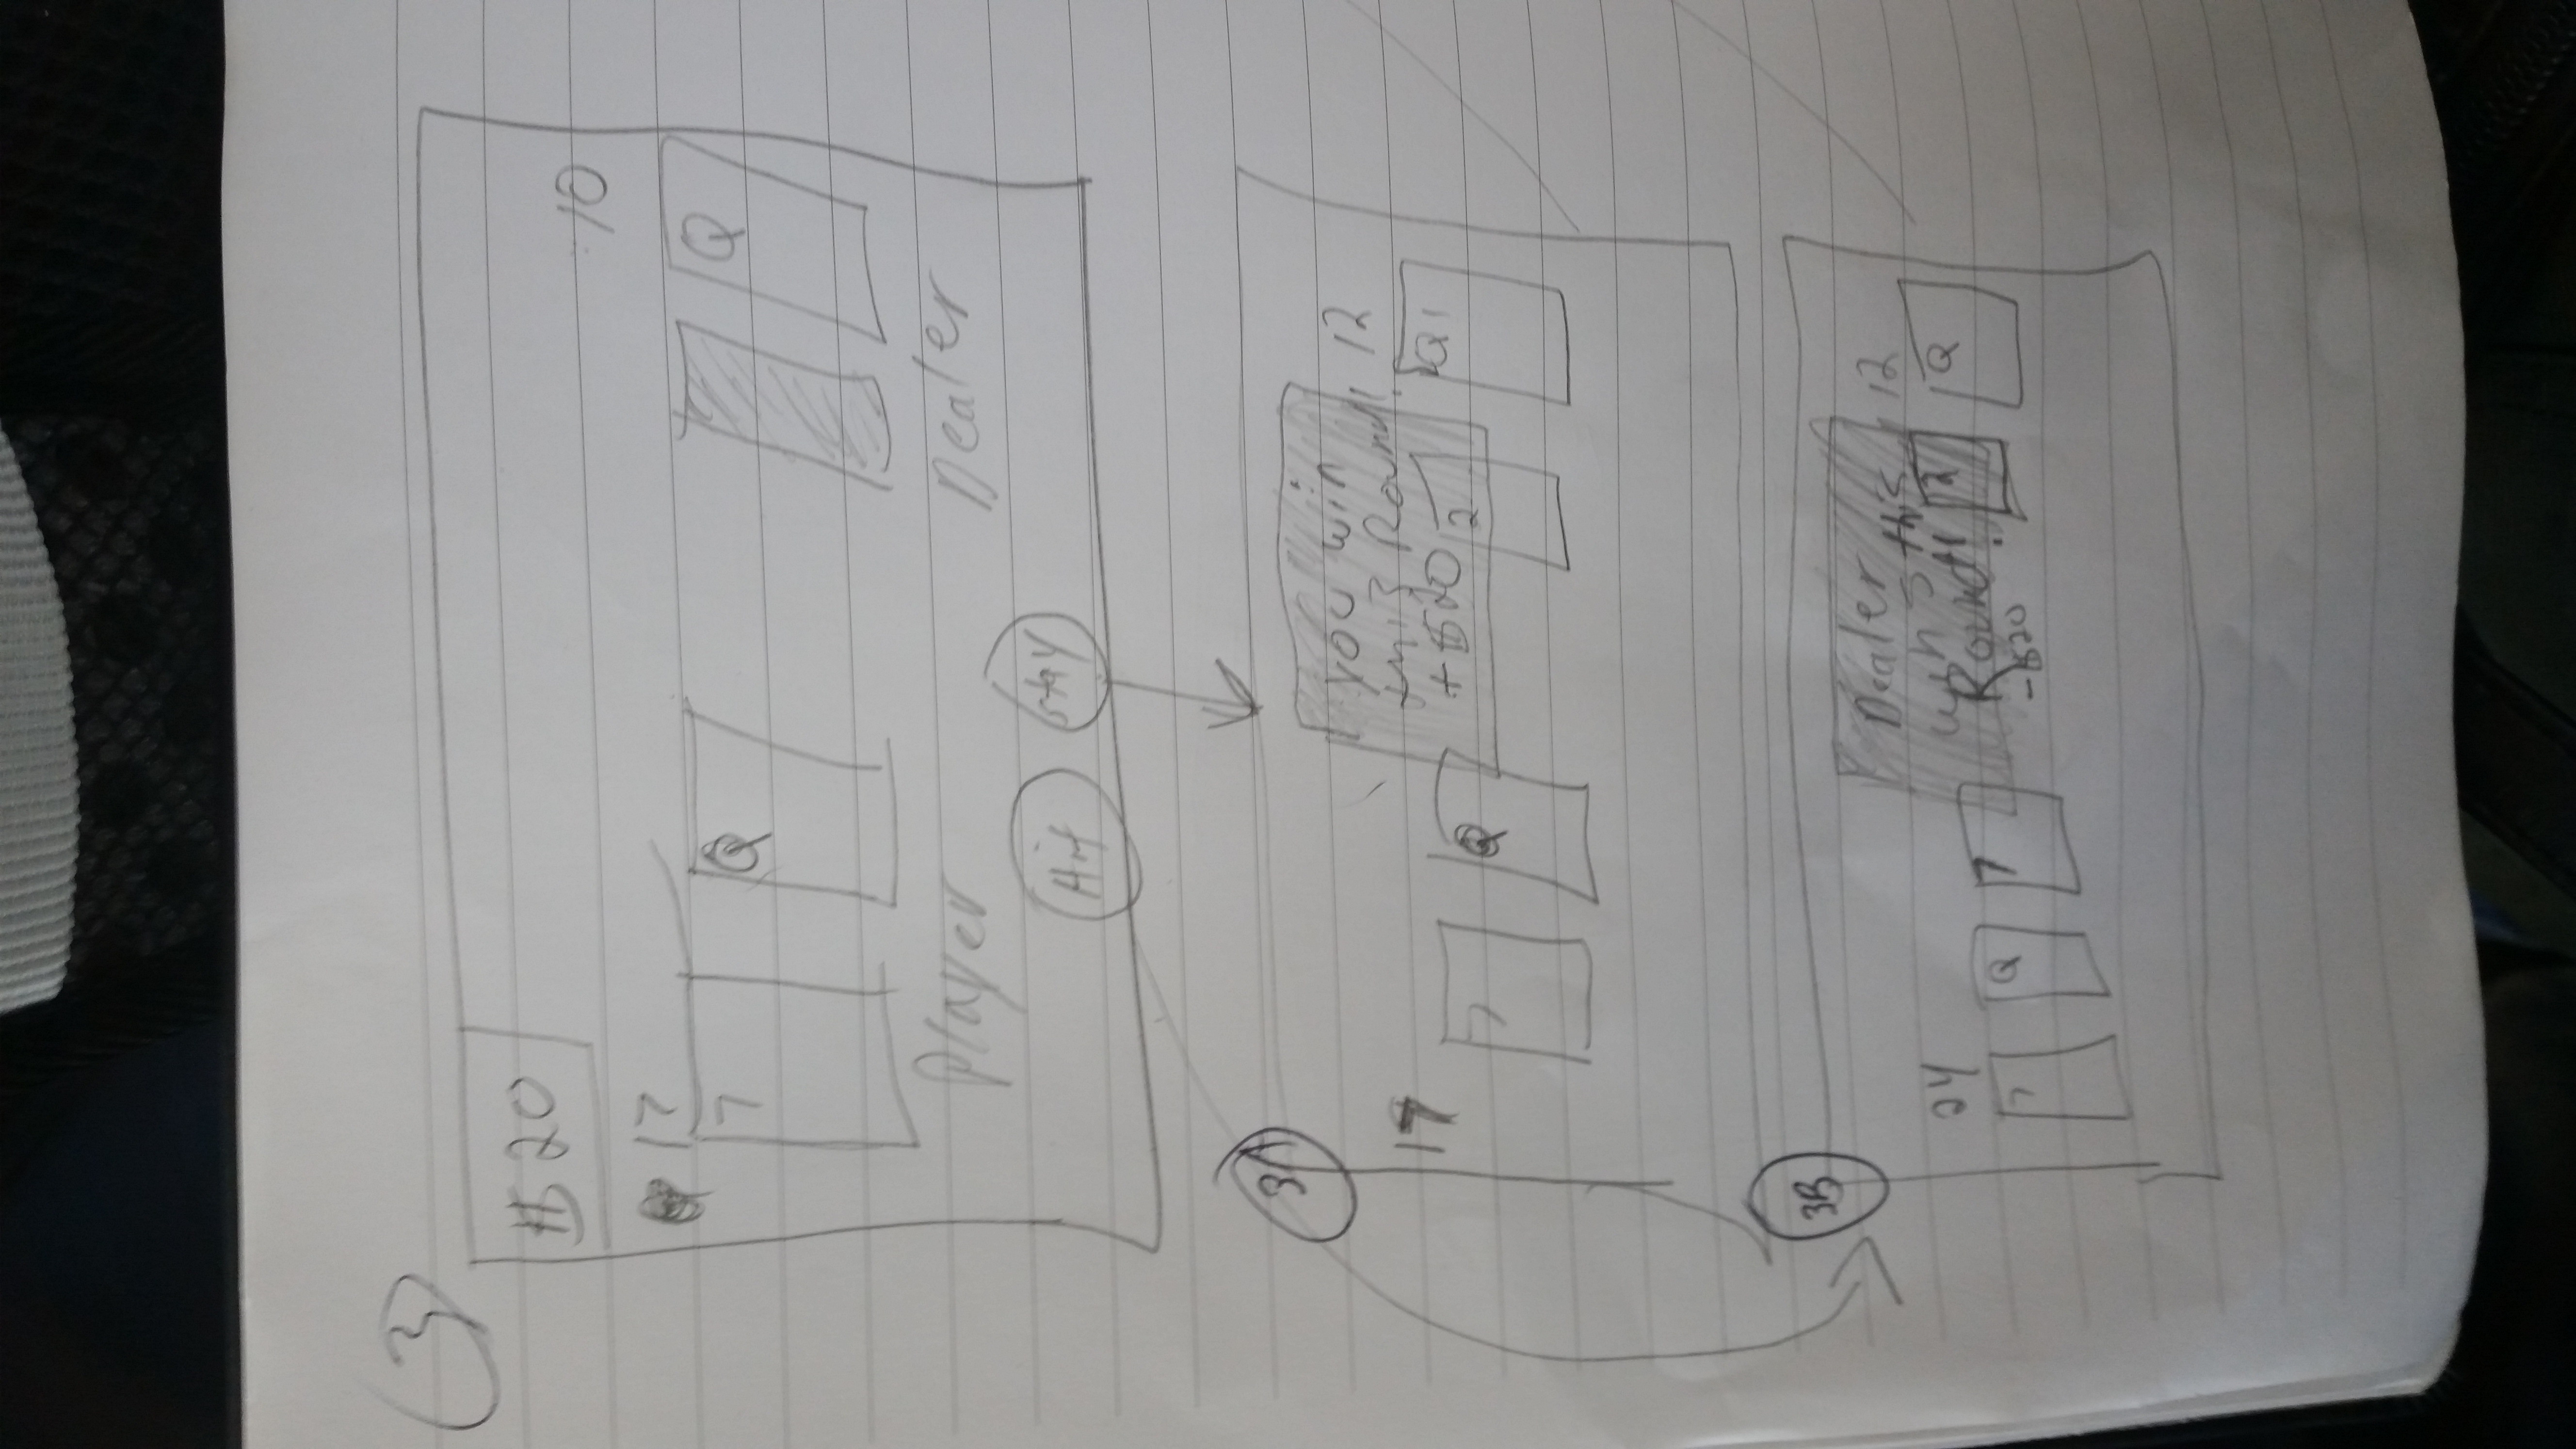 3
$20
17
10
7
Q
Q
Player
Dealer
Hit
Stay
3A
17
12
7
Q
2
Q
You win
this Round!
+$20
3B
24
12
7
Q
7
2
Q
Dealer
win this
Round!
-$20